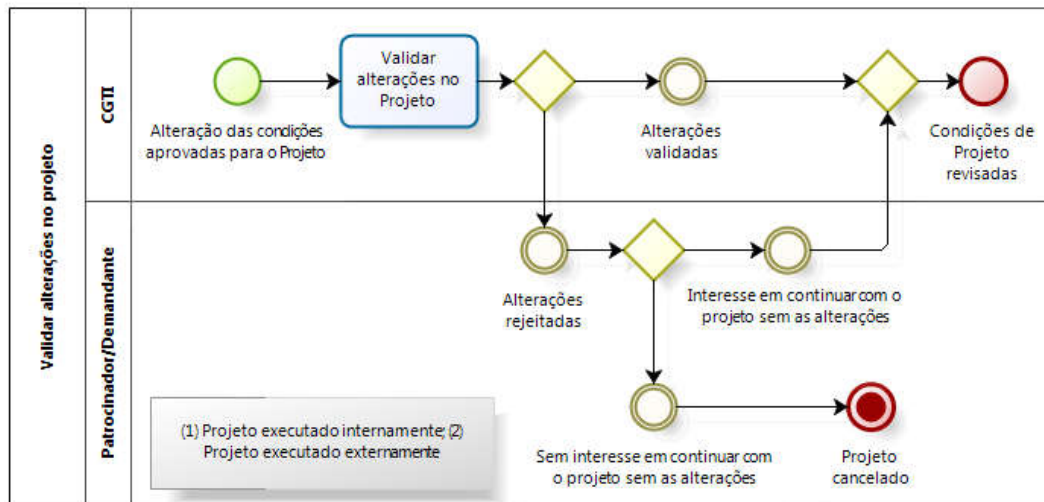 Validar alterações no projeto
CGTI
Validar
alterações no
Projeto
Alteração das condições
aprovadas para o Projeto
Alterações
validadas
Condições de
Projeto
revisadas
Patrocinador/Demandante
Alterações
rejeitadas
Interesse em continuar com o
projeto sem as alterações
(1) Projeto executado internamente; (2)
Projeto executado externamente
Sem interesse em continuar com
o projeto sem as alterações
Projeto
cancelado